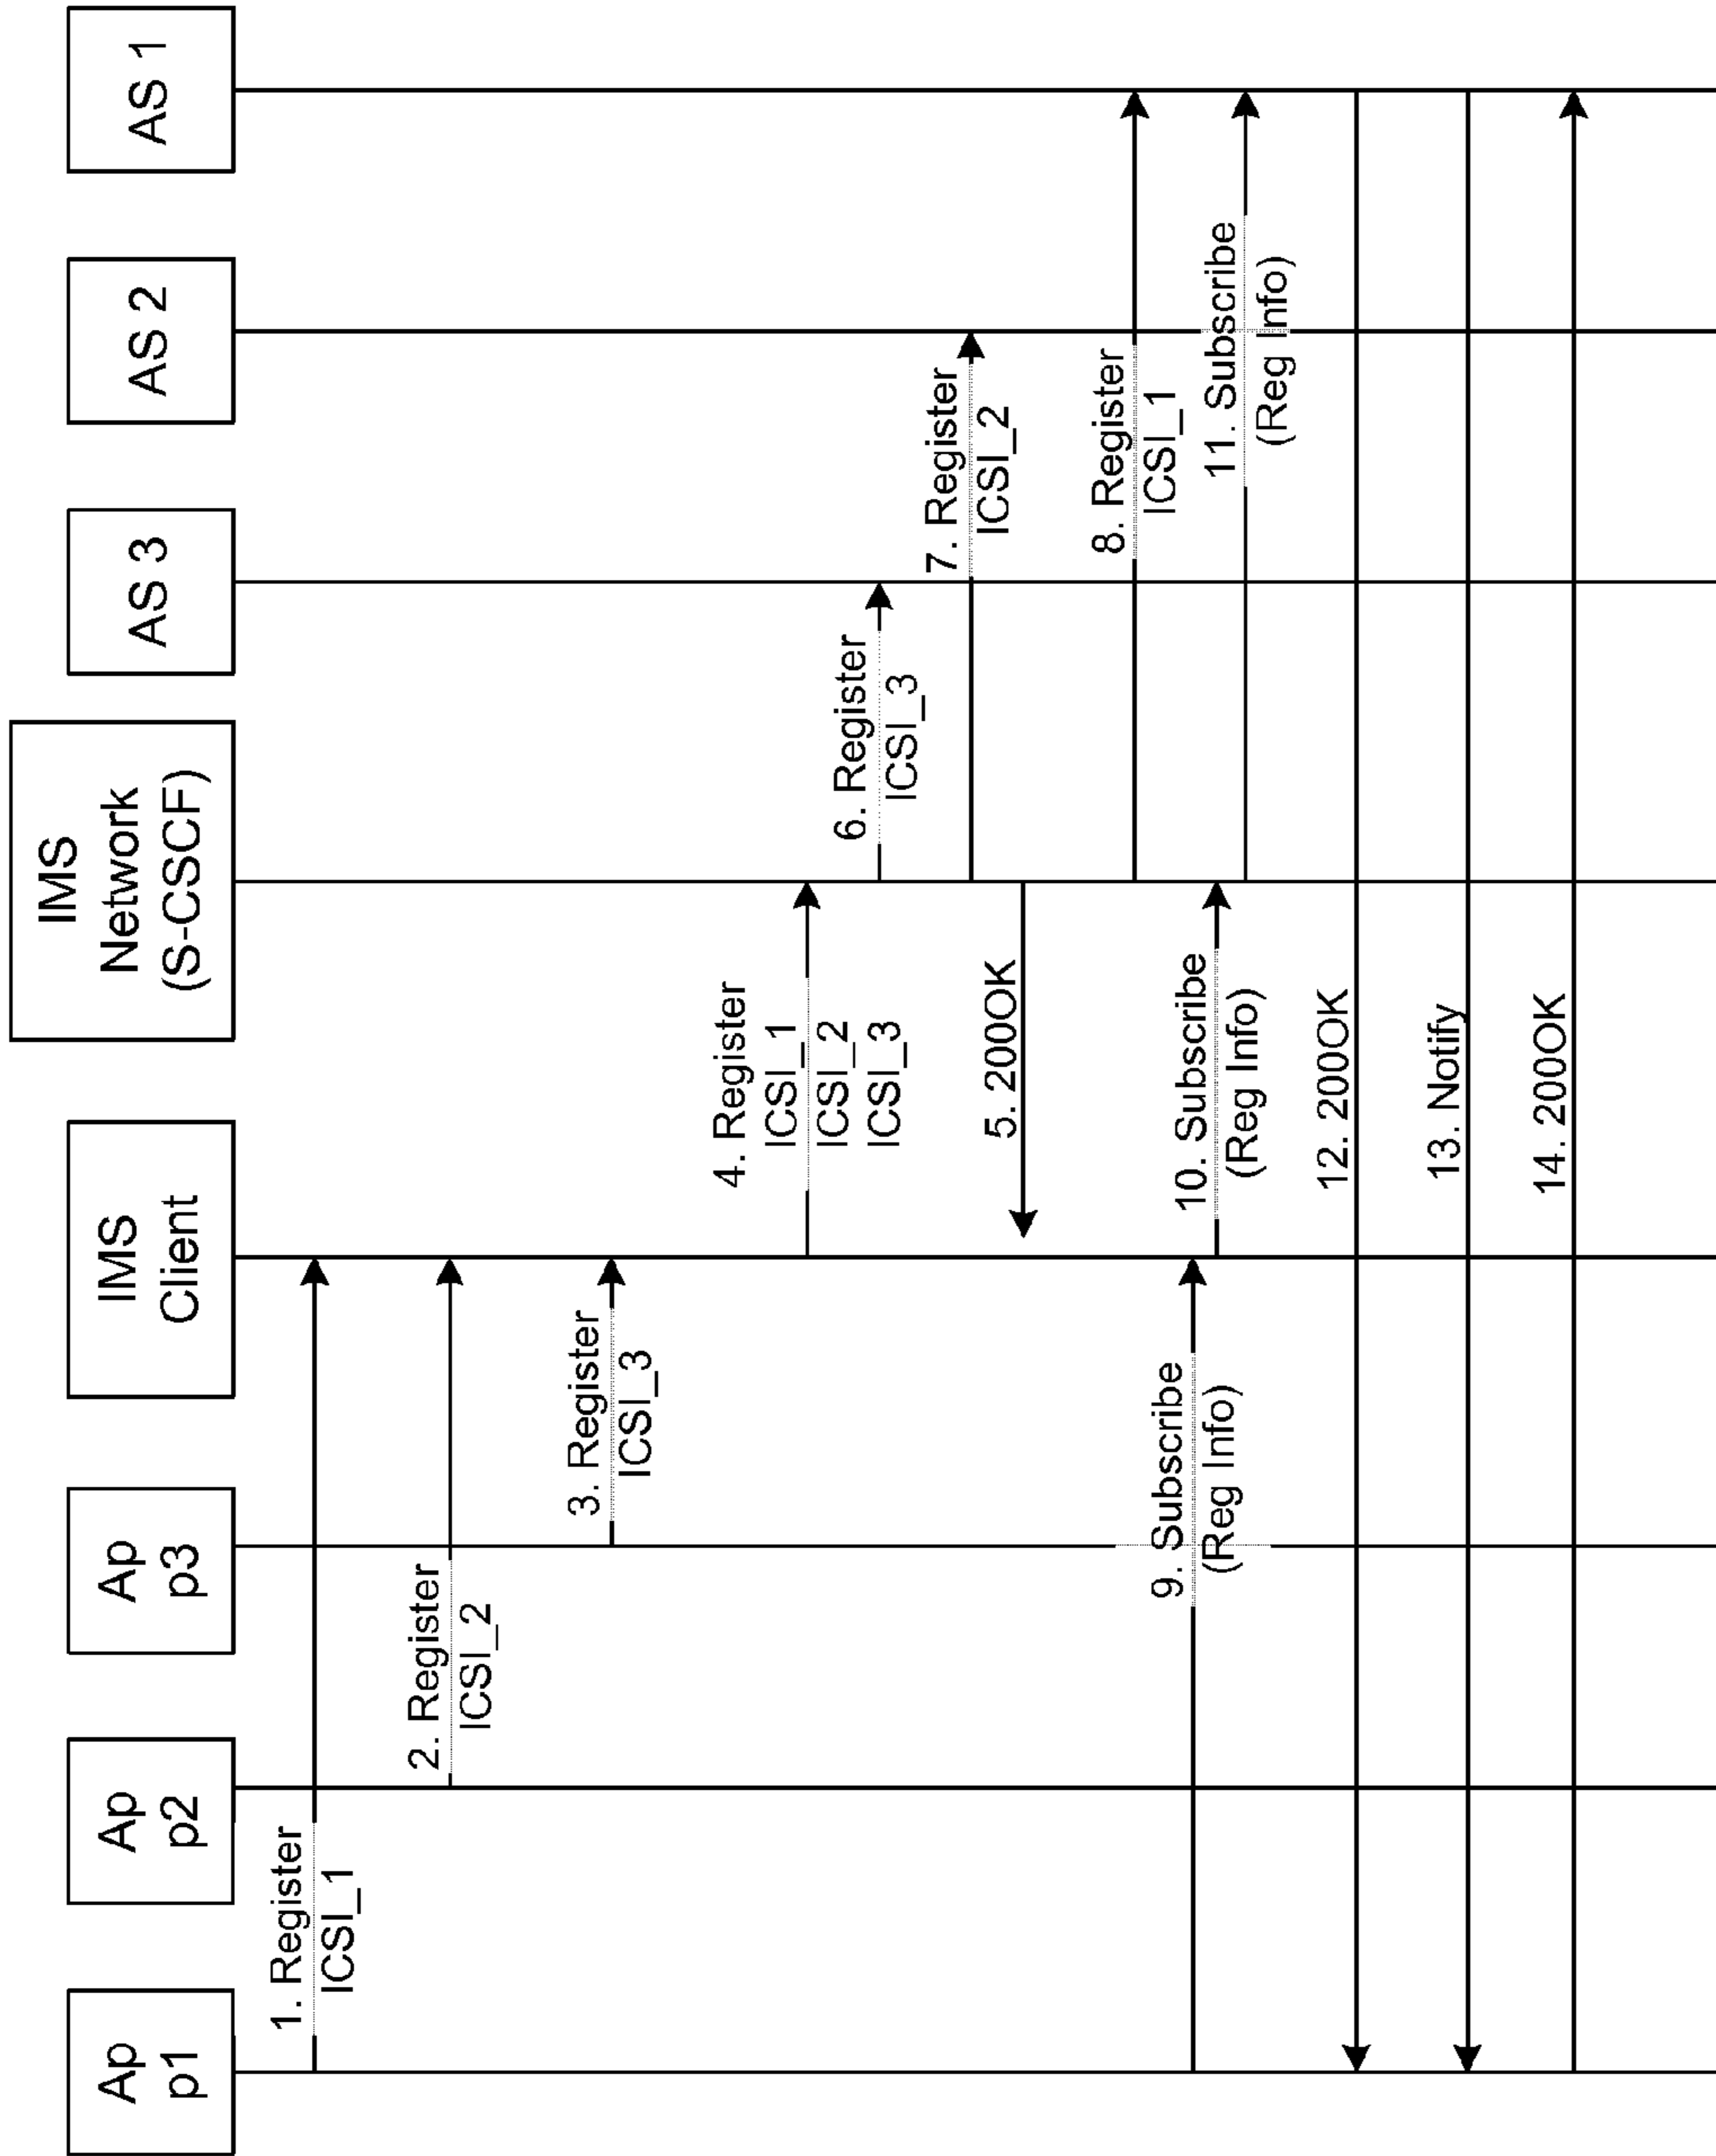 Ap
p1
Ap
p2
Ap
p3
IMS
Client
IMS
Network
(S-CSCF)
AS 3
AS 2
AS 1
1. Register
ICSI_1
2. Register
ICSI_2
3. Register
ICSI_3
4. Register
ICSI_1
ICSI_2
ICSI_3
6. Register
ICSI_3
7. Register
ICSI_2
5. 200OK
8. Register
ICSI_1
9. Subscribe
(Reg Info)
10. Subscribe
(Reg Info)
11. Subscribe
(Reg Info)
12. 200OK
13. Notify
14. 200OK